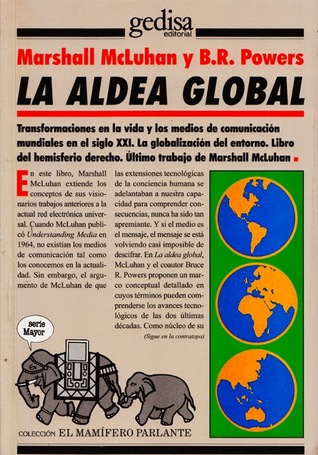 gedisa
editorial
Marshall McLuhan y B.R. Powers
LA ALDEA GLOBAL
Transformaciones en la vida y los medios de comunicación
mundiales en el siglo XXI. La globalización del entorno. Libro
del hemisferio derecho. Último trabajo de Marshall McLuhan
En este libro, Marshall
McLuhan extiende los
conceptos de sus visio-
narios trabajos anteriores a la
actual red electrónica univer-
sal. Cuando McLuhan publi-
có Understanding Media en
1964, no existían los medios
de comunicación tal como
los conocemos en la actuali-
dad. Sin embargo, el argu-
mento de McLuhan de que
las extensiones tecnológicas
de la conciencia humana se
adelantaban a nuestra capa-
cidad para comprender con-
secuencias, nunca ha sido tan
apremiante. Y si el medio es
el mensaje, el mensaje se está
volviendo casi imposible de
descifrar. En La aldea global,
McLuhan y el coautor Bruce
R. Powers proponen un mar-
co conceptual detallado en
cuyos términos pueden com-
prenderse los avances tecno-
lógicos de las dos últimas
décadas. Como núcleo de su
(Sigue en la contratapa)
serie
Mayor
COLECCIÓN EL MAMÍFERO PARLANTE